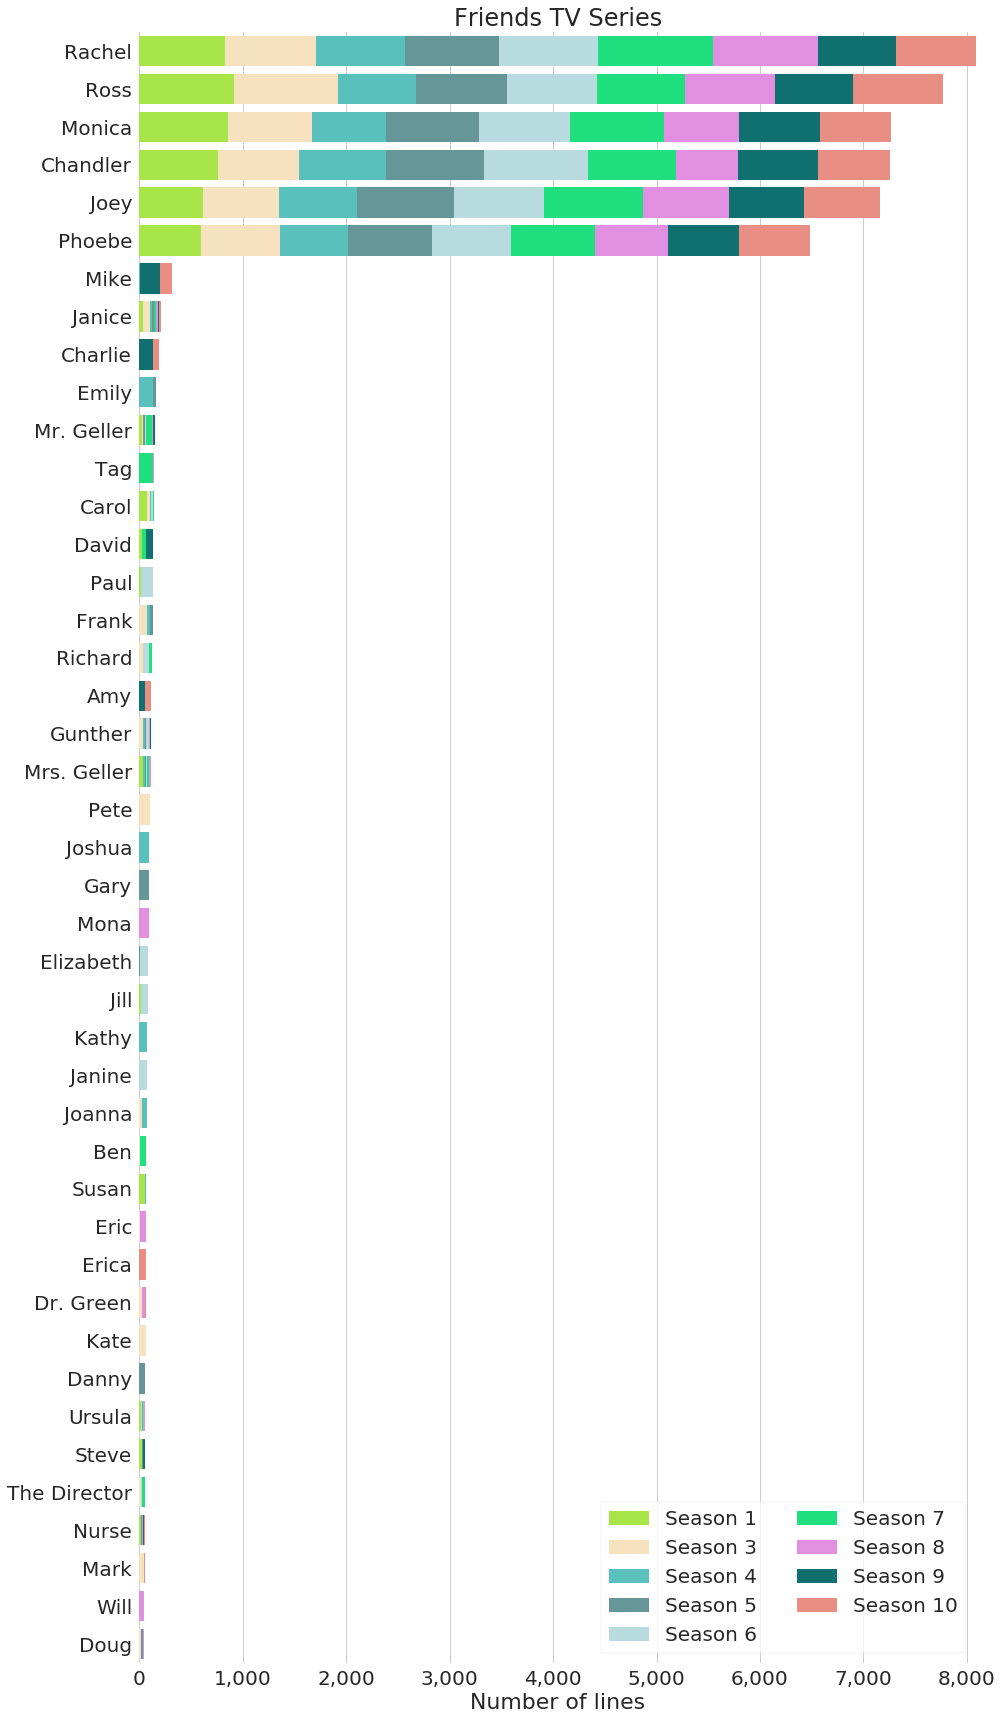 Friends TV Series
Rachel
Ross
Monica
Chandler
Joey
Phoebe
Mike
Janice
Charlie
Emily
Mr. Geller
Tag
Carol
David
Paul
Frank
Richard
Amy
Gunther
Mrs. Geller
Pete
Joshua
Gary
Mona
Elizabeth
Jill
Kathy
Janine
Joanna
Ben
Susan
Eric
Erica
Dr. Green
Kate
Danny
Ursula
Steve
The Director
Nurse
Mark
Will
Doug
Season 1
Season 3
Season 4
Season 5
Season 6
Season 7
Season 8
Season 9
Season 10
0 1,000 2,000 3,000 4,000 5,000 6,000 7,000 8,000
Number of lines